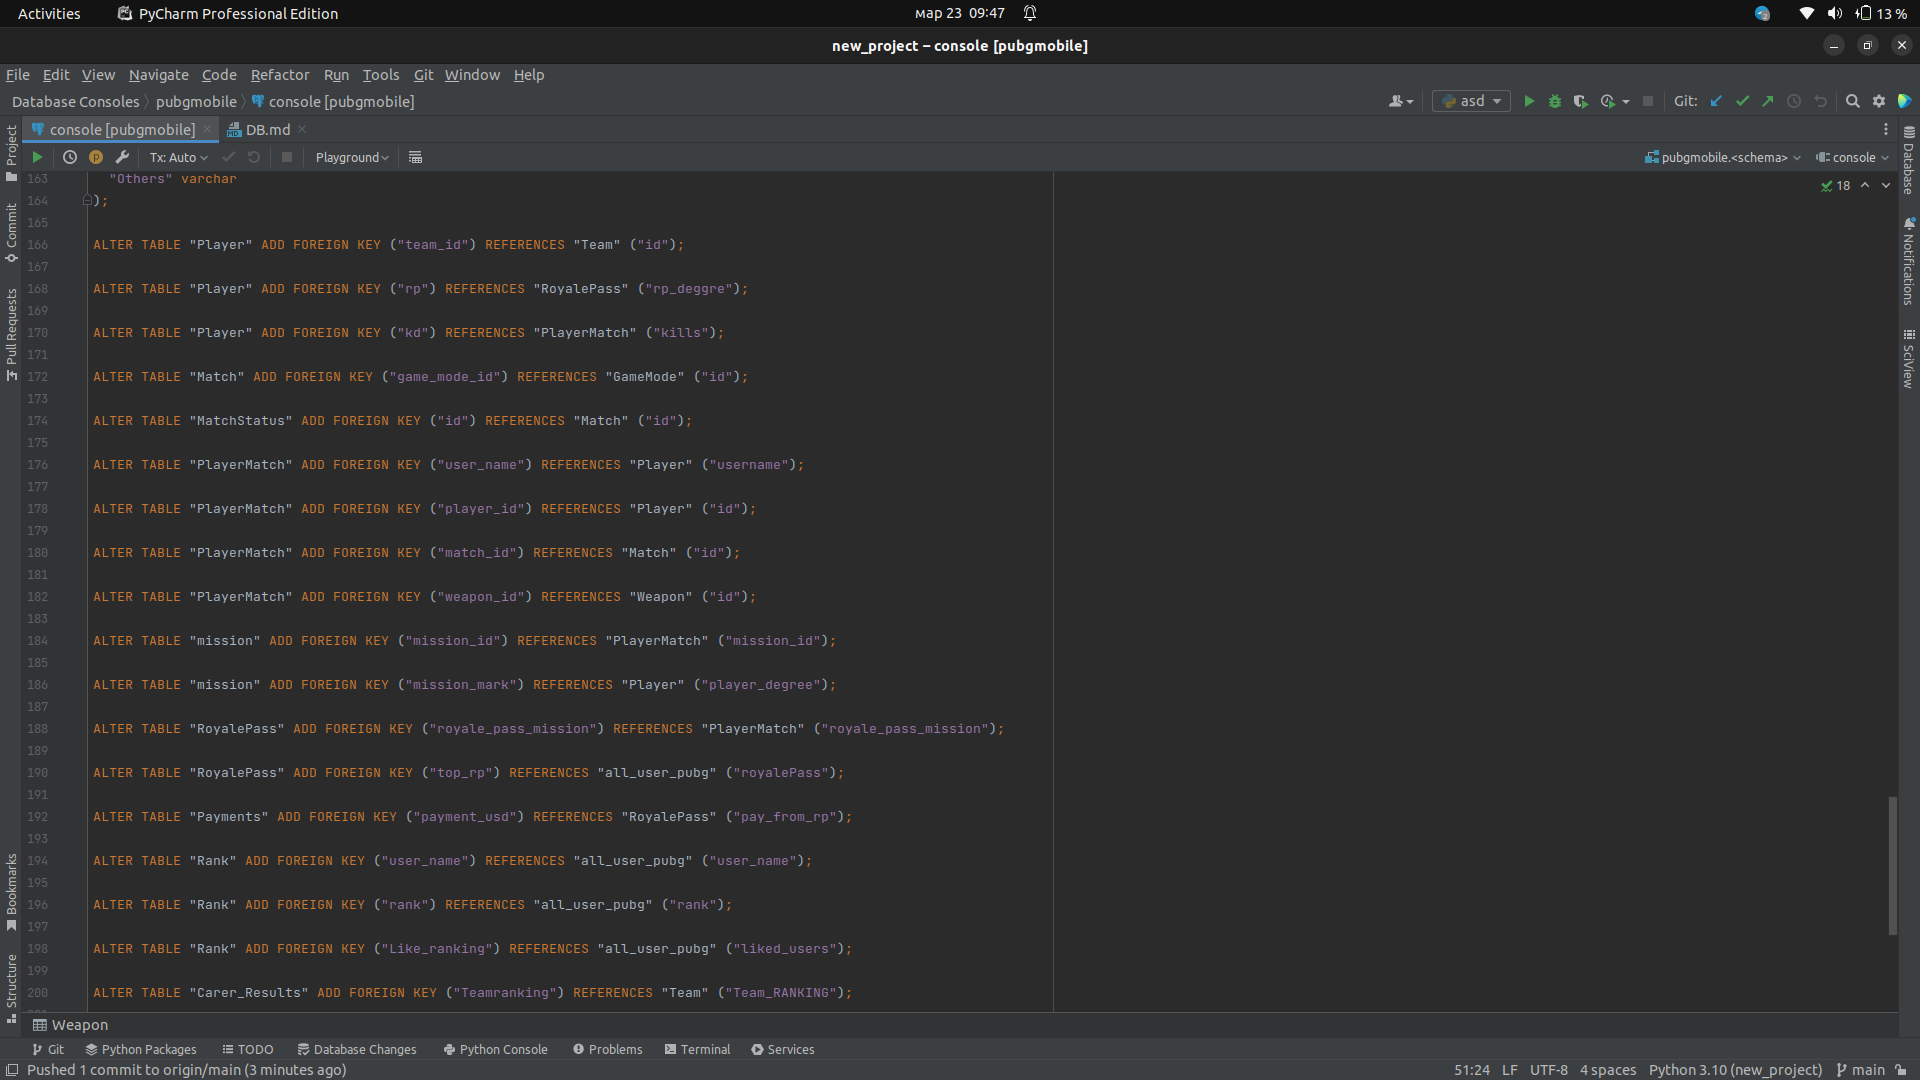 Activities PyCharm Professional Edition мар 23 09:47 13 %
new_project – console [pubgmobile]
File Edit View Navigate Code Refactor Run Tools Git Window Help
Database Consoles pubgmobile console [pubgmobile] asd Git:
console [pubgmobile] DB.md
Tx: Auto Playground pubgmobile.<schema> console
18
163 "Others" varchar
164 );
165
166 ALTER TABLE "Player" ADD FOREIGN KEY ("team_id") REFERENCES "Team" ("id");
167
168 ALTER TABLE "Player" ADD FOREIGN KEY ("rp") REFERENCES "RoyalePass" ("rp_deggre");
169
170 ALTER TABLE "Player" ADD FOREIGN KEY ("kd") REFERENCES "PlayerMatch" ("kills");
171
172 ALTER TABLE "Match" ADD FOREIGN KEY ("game_mode_id") REFERENCES "GameMode" ("id");
173
174 ALTER TABLE "MatchStatus" ADD FOREIGN KEY ("id") REFERENCES "Match" ("id");
175
176 ALTER TABLE "PlayerMatch" ADD FOREIGN KEY ("user_name") REFERENCES "Player" ("username");
177
178 ALTER TABLE "PlayerMatch" ADD FOREIGN KEY ("player_id") REFERENCES "Player" ("id");
179
180 ALTER TABLE "PlayerMatch" ADD FOREIGN KEY ("match_id") REFERENCES "Match" ("id");
181
182 ALTER TABLE "PlayerMatch" ADD FOREIGN KEY ("weapon_id") REFERENCES "Weapon" ("id");
183
184 ALTER TABLE "mission" ADD FOREIGN KEY ("mission_id") REFERENCES "PlayerMatch" ("mission_id");
185
186 ALTER TABLE "mission" ADD FOREIGN KEY ("mission_mark") REFERENCES "Player" ("player_degree");
187
188 ALTER TABLE "RoyalePass" ADD FOREIGN KEY ("royale_pass_mission") REFERENCES "PlayerMatch" ("royale_pass_mission");
189
190 ALTER TABLE "RoyalePass" ADD FOREIGN KEY ("top_rp") REFERENCES "all_user_pubg" ("royalePass");
191
192 ALTER TABLE "Payments" ADD FOREIGN KEY ("payment_usd") REFERENCES "RoyalePass" ("pay_from_rp");
193
194 ALTER TABLE "Rank" ADD FOREIGN KEY ("user_name") REFERENCES "all_user_pubg" ("user_name");
195
196 ALTER TABLE "Rank" ADD FOREIGN KEY ("rank") REFERENCES "all_user_pubg" ("rank");
197
198 ALTER TABLE "Rank" ADD FOREIGN KEY ("Like_ranking") REFERENCES "all_user_pubg" ("liked_users");
199
200 ALTER TABLE "Carer_Results" ADD FOREIGN KEY ("Teamranking") REFERENCES "Team" ("Team_RANKING");
Project
Commit
Pull Requests
Bookmarks
Structure
Database
Notifications
SciView
Weapon
Git Python Packages TODO Database Changes Python Console Problems Terminal Services
Pushed 1 commit to origin/main (3 minutes ago) 51:24 LF UTF-8 4 spaces Python 3.10 (new_project) main